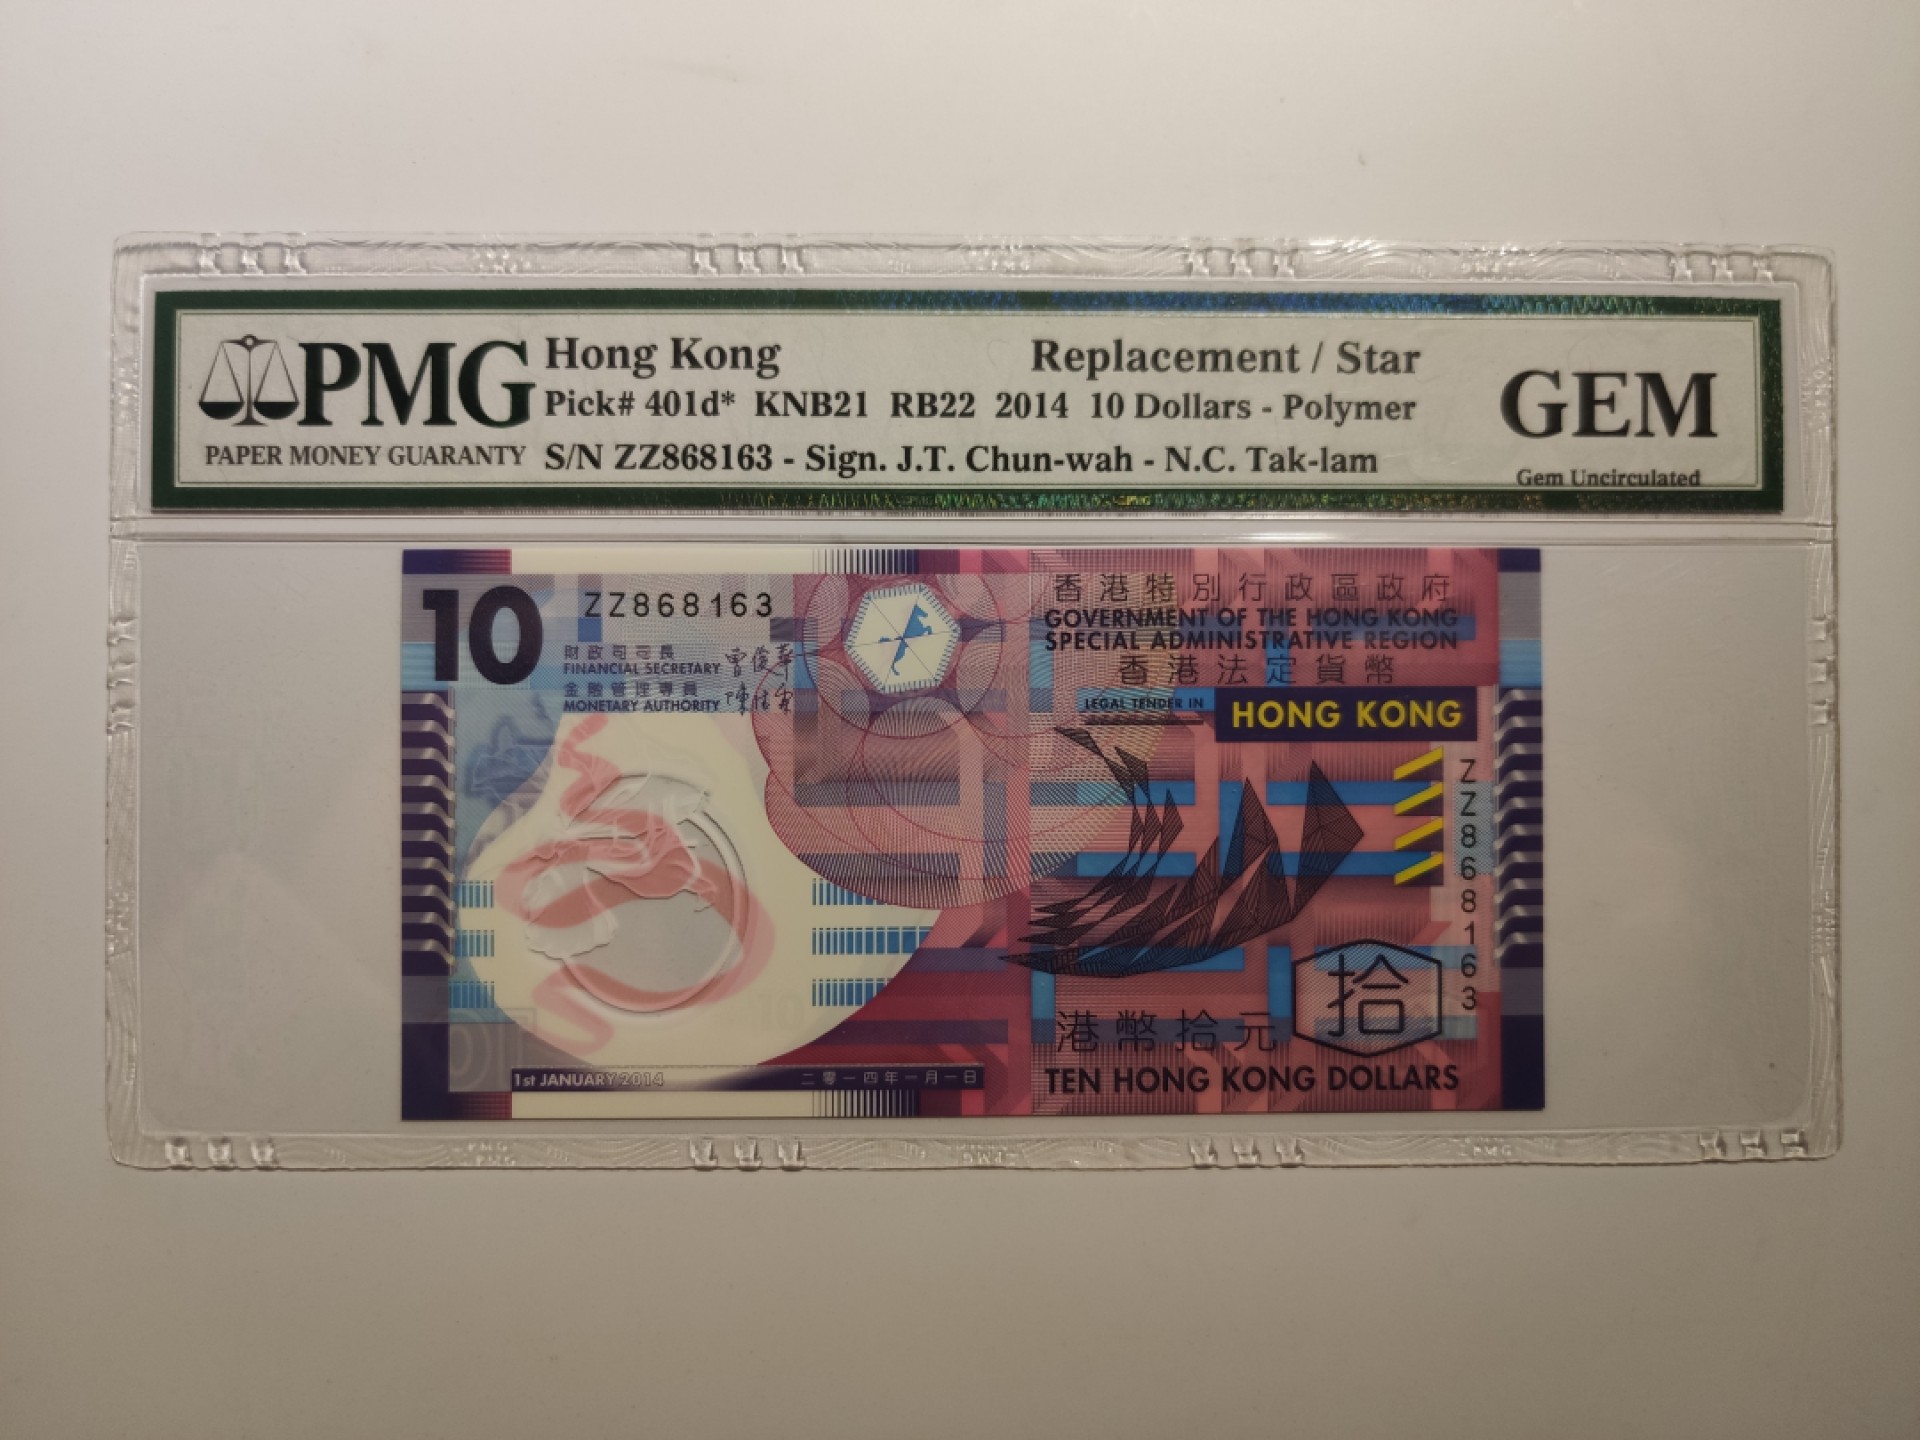 PMG
PAPER MONEY GUARANTY
Hong Kong Replacement / Star
Pick# 401d* KNB21 RB22 2014 10 Dollars - Polymer
S/N ZZ868163 - Sign. J.T. Chun-wah - N.C. Tak-lam
GEM
Gem Uncirculated
10
ZZ868163
財政司司長
FINANCIAL SECRETARY
金融管理專員
MONETARY AUTHORITY
香港特別行政區政府
GOVERNMENT OF THE HONG KONG
SPECIAL ADMINISTRATIVE REGION
香港法定貨幣
LEGAL TENDER IN
HONG KONG
ZZ868163
拾
港幣拾元
TEN HONG KONG DOLLARS
1st JANUARY 2014
二零一四年一月一日